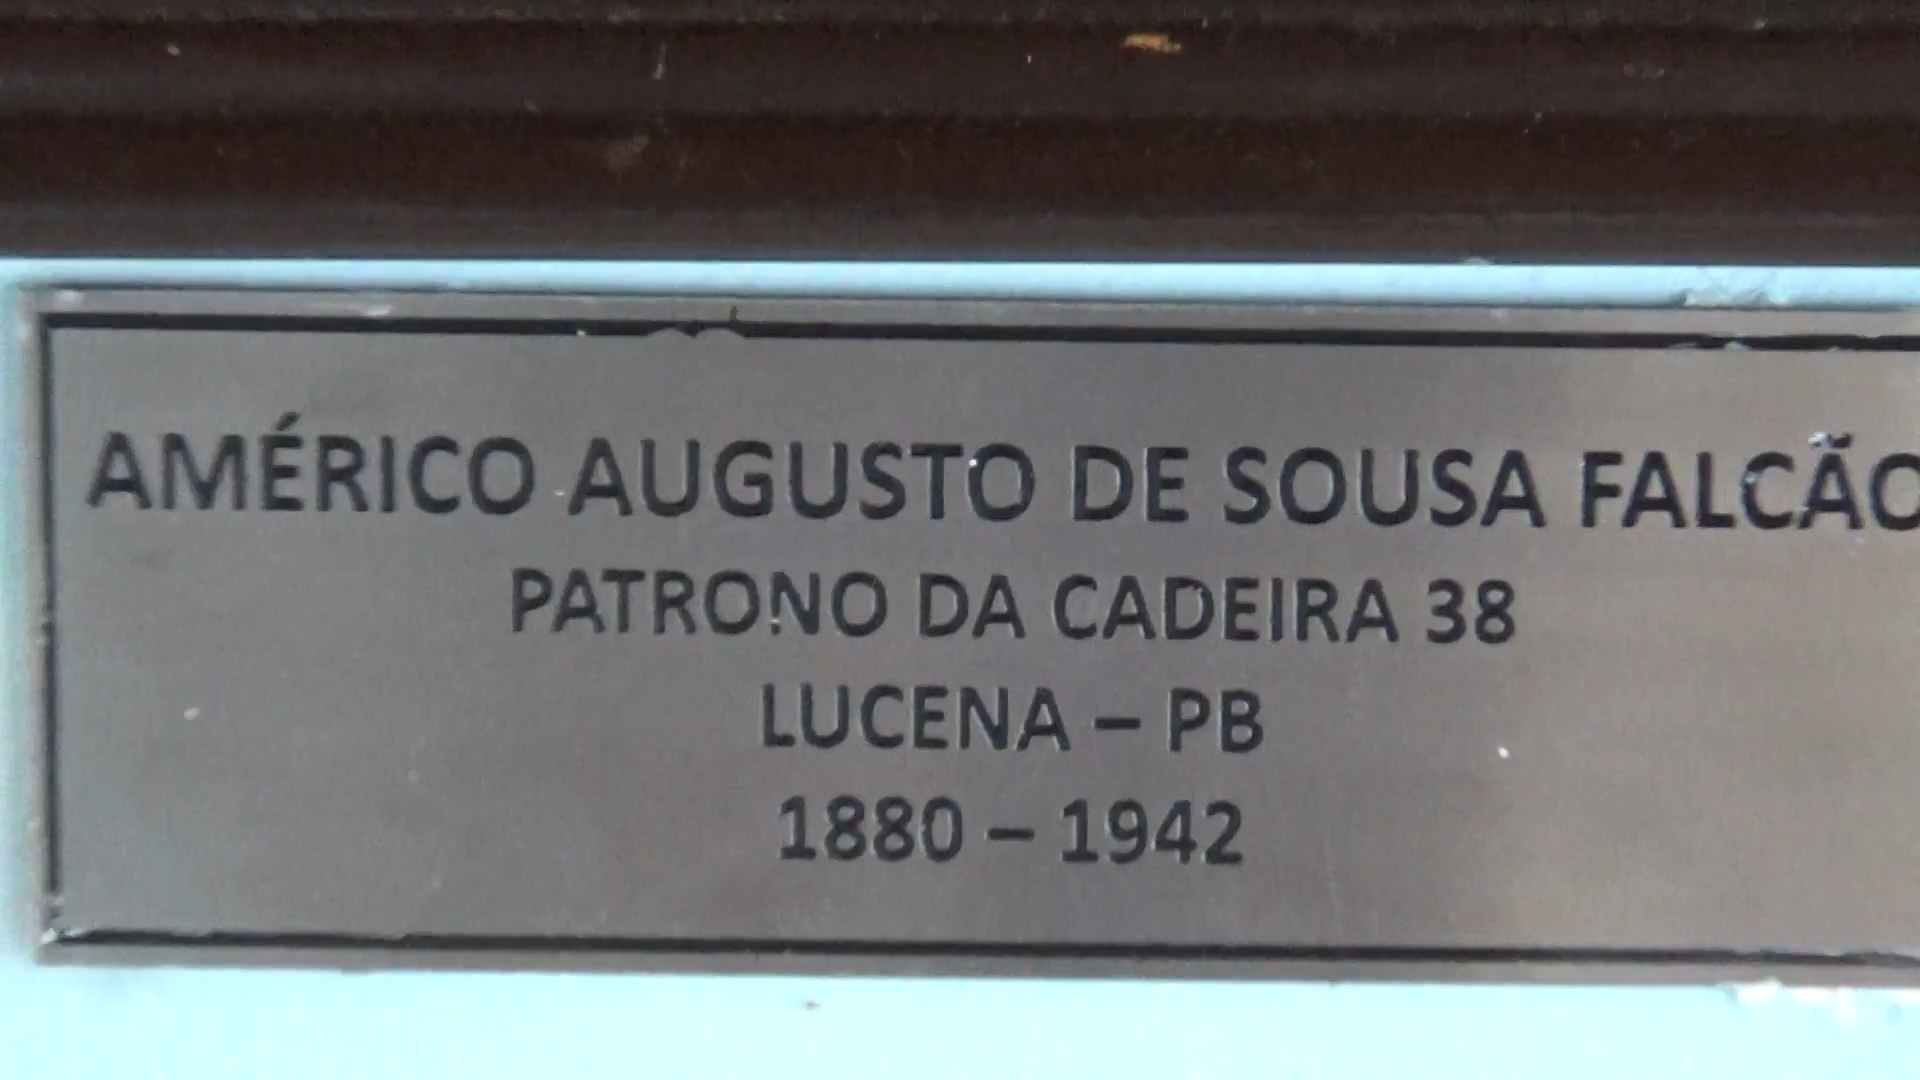 AMÉRICO AUGUSTO DE SOUSA FALCÃO
PATRONO DA CADEIRA 38
LUCENA – PB
1880 – 1942